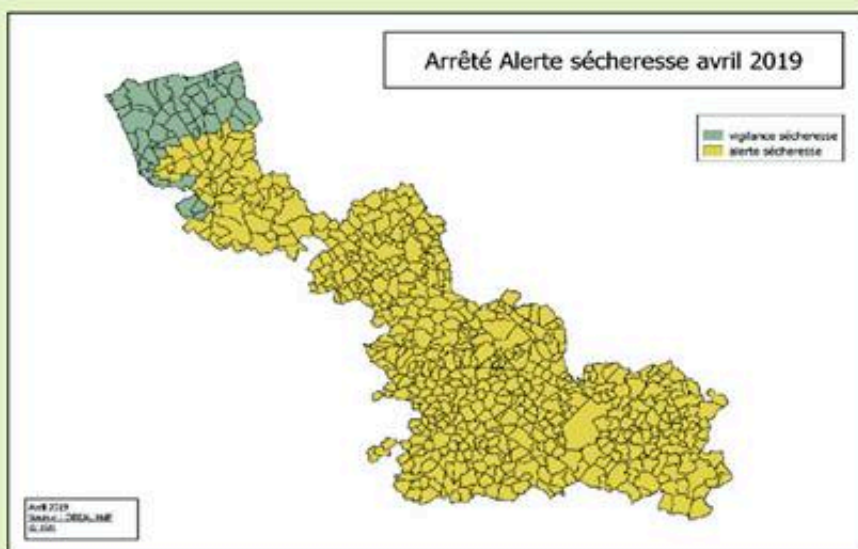 Arrêté Alerte sécheresse avril 2019
vigilance sécheresse
alerte sécheresse
Avril 2019